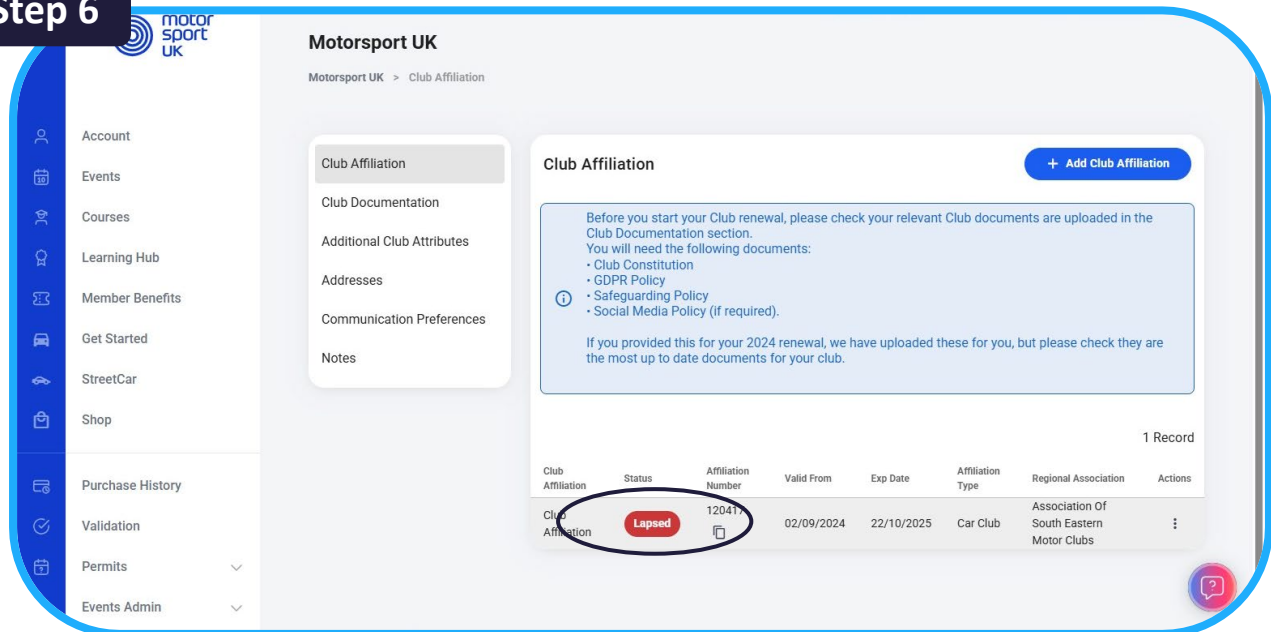 Step 6
motor
sport
UK
Motorsport UK
Motorsport UK > Club Affiliation
Account
Events
Courses
Learning Hub
Member Benefits
Get Started
StreetCar
Shop
Purchase History
Validation
Permits
Events Admin
Club Affiliation
Club Documentation
Additional Club Attributes
Addresses
Communication Preferences
Notes
Club Affiliation
+ Add Club Affiliation
Before you start your Club renewal, please check your relevant Club documents are uploaded in the
Club Documentation section.
You will need the following documents:
• Club Constitution
• GDPR Policy
• Safeguarding Policy
• Social Media Policy (if required).
If you provided this for your 2024 renewal, we have uploaded these for you, but please check they are
the most up to date documents for your club.
1 Record
Club Affiliation Status Affiliation Number Valid From Exp Date Affiliation Type Regional Association Actions
Club Affiliation Lapsed 02/09/2024 22/10/2025 Car Club Association Of South Eastern Motor Clubs